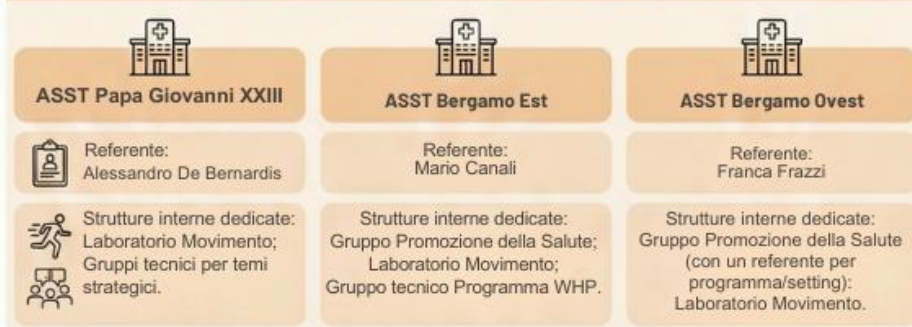 ASST Papa Giovanni XXIII
Referente:
Alessandro De Bernardis
Strutture interne dedicate:
Laboratorio Movimento;
Gruppi tecnici per temi
strategici.
ASST Bergamo Est
Referente:
Mario Canali
Strutture interne dedicate:
Gruppo Promozione della Salute;
Laboratorio Movimento;
Gruppo tecnico Programma WHP.
ASST Bergamo Ovest
Referente:
Franca Frazzi
Strutture interne dedicate:
Gruppo Promozione della Salute
(con un referente per
programma/setting):
Laboratorio Movimento.